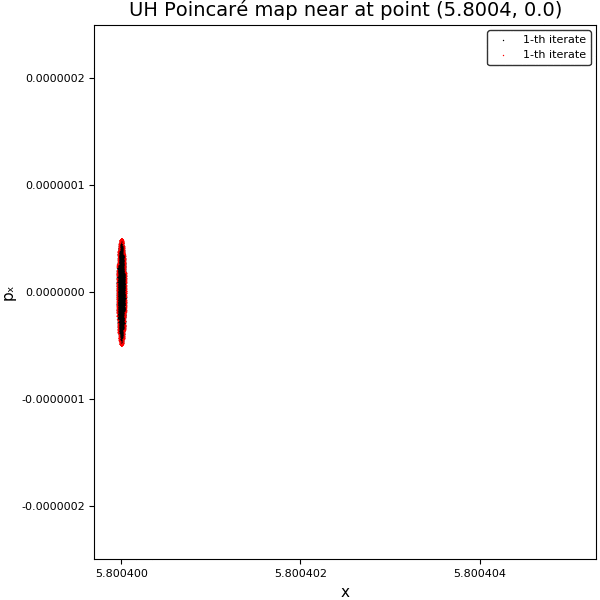 UH Poincaré map near at point (5.8004, 0.0)
1-th iterate
1-th iterate
0.0000002
0.0000001
0.0000000
-0.0000001
-0.0000002
pₓ
5.800400
5.800402
5.800404
x